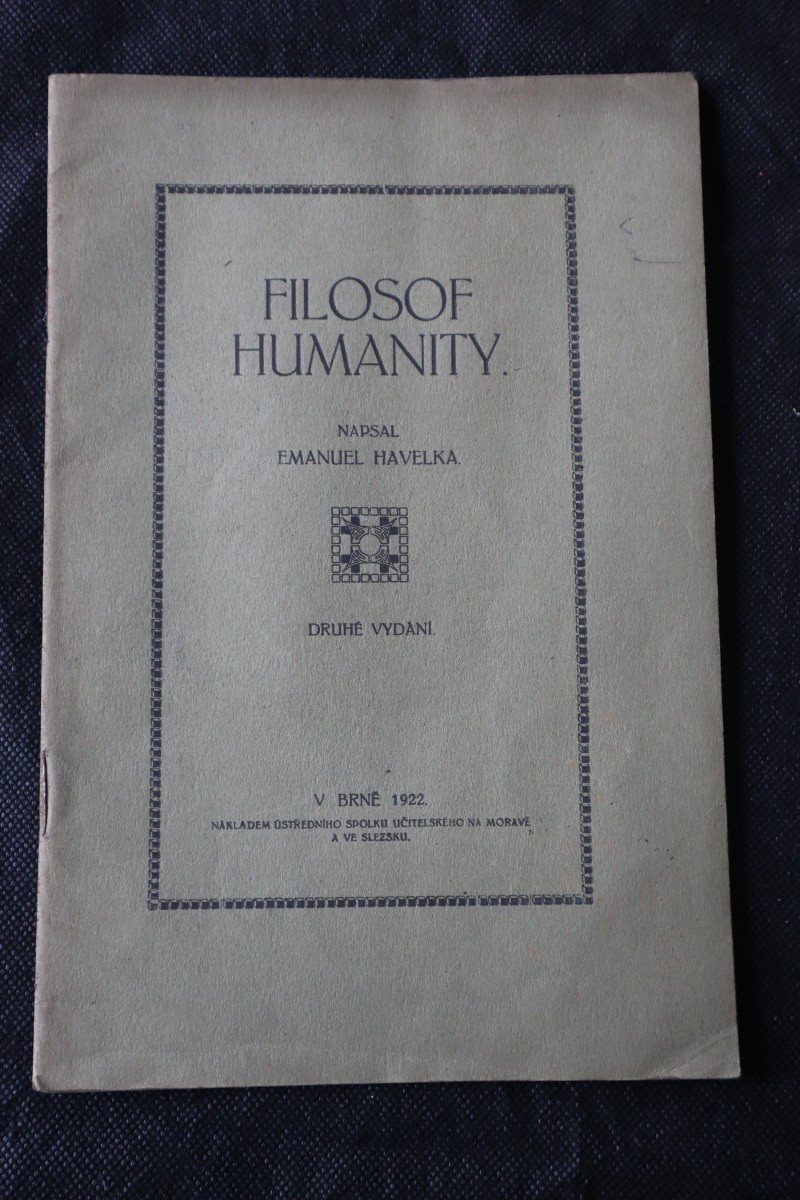 FILOSOF
HUMANITY.
NAPSAL
EMANUEL HAVELKA.
DRUHÉ VYDÁNÍ.
V BRNĚ 1922.
NÁKLADEM ÚSTŘEDNÍHO SPOLKU UČITELSKÉHO NA MORAVĚ
A VE SLEZSKU.